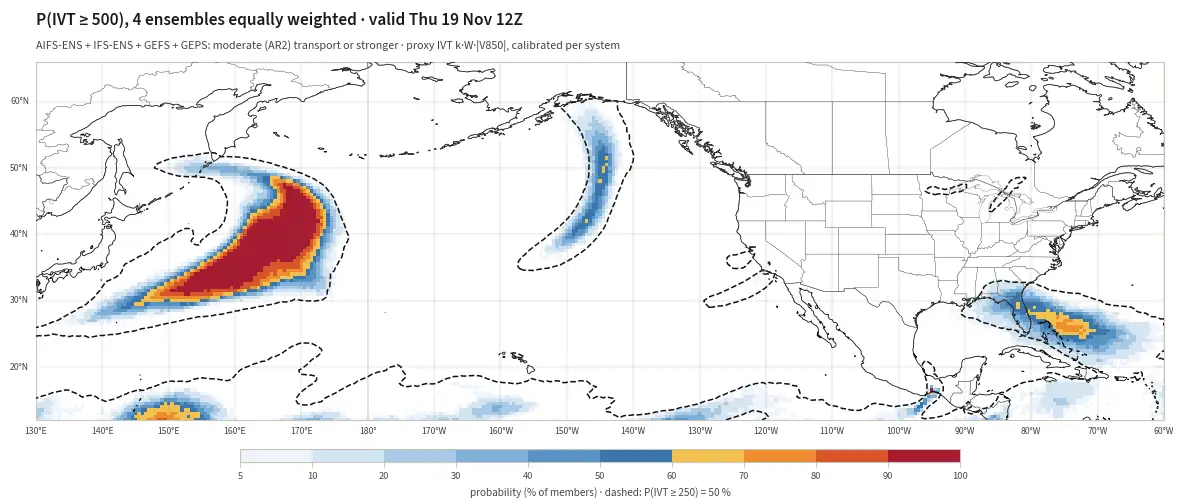 P(IVT ≥ 500), 4 ensembles equally weighted · valid Thu 19 Nov 12Z
AIFS-ENS + IFS-ENS + GEFS + GEPS: moderate (AR2) transport or stronger · proxy IVT k·W·|V850|, calibrated per system
60°N
50°N
40°N
30°N
20°N
130°E 140°E 150°E 160°E 170°E 180° 170°W 160°W 150°W 140°W 130°W 120°W 110°W 100°W 90°W 80°W 70°W 60°W
5 10 20 30 40 50 60 70 80 90 100
probability (% of members) · dashed: P(IVT ≥ 250) = 50 %